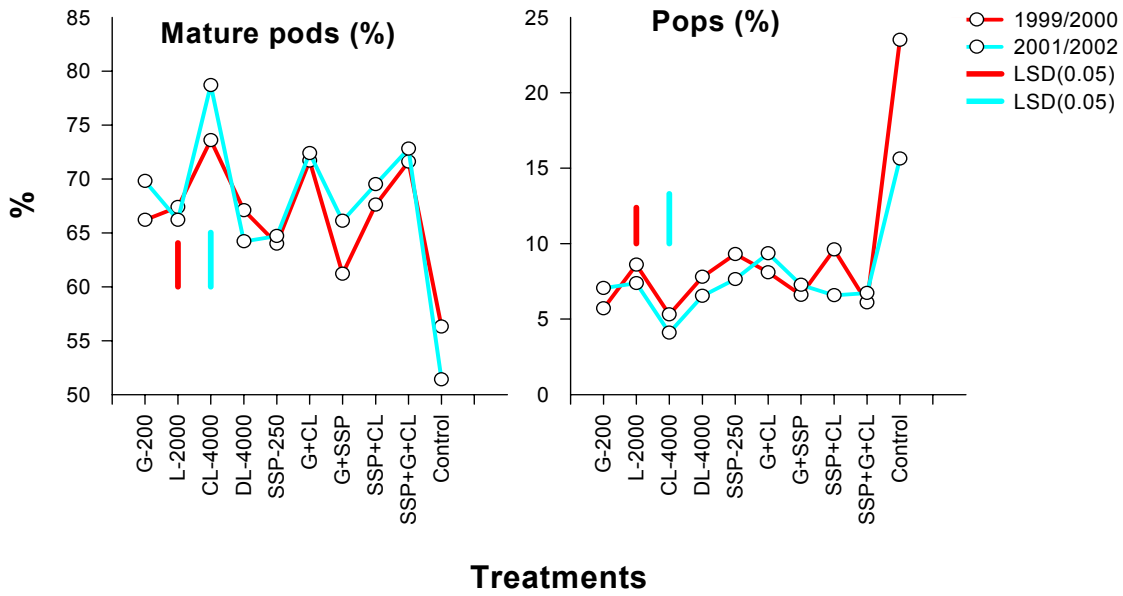 Mature pods (%)
Pops (%)
1999/2000
2001/2002
LSD(0.05)
LSD(0.05)
%
85
80
75
70
65
60
55
50
25
20
15
10
5
0
G-200
L-2000
CL-4000
DL-4000
SSP-250
G+CL
G+SSP
SSP+CL
SSP+G+CL
Control
G-200
L-2000
CL-4000
DL-4000
SSP-250
G+CL
G+SSP
SSP+CL
SSP+G+CL
Control
Treatments